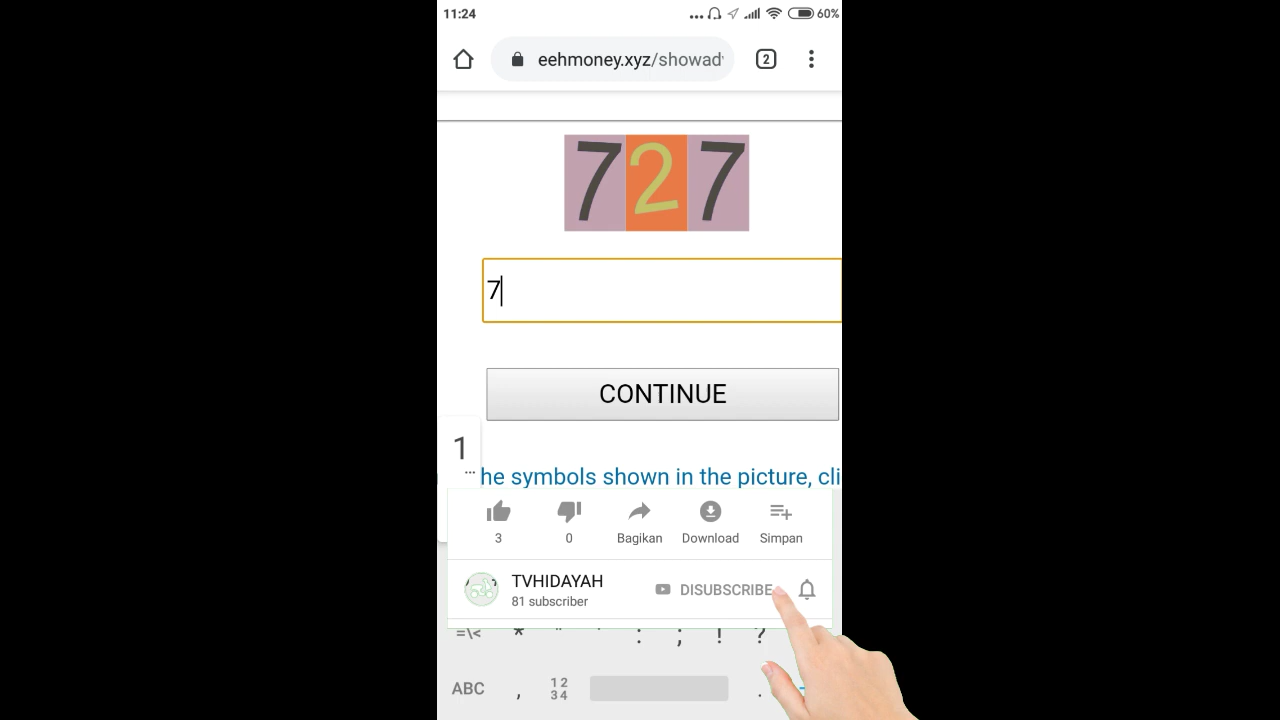 11:24
60%
eehmoney.xyz/showad
2
727
7
CONTINUE
1
he symbols shown in the picture, cli
3
0
Bagikan
Download
Simpan
TVHIDAYAH
DISUBSCRIBE
81 subscriber
=\< * " ' : ; ! ?
ABC , 12 34 .